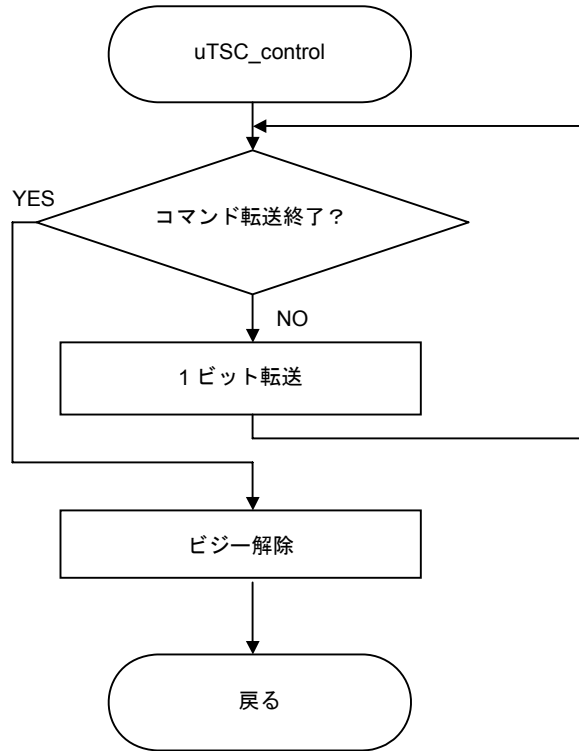 uTSC_control
YES
コマンド転送終了？
NO
1 ビット転送
ビジー解除
戻る